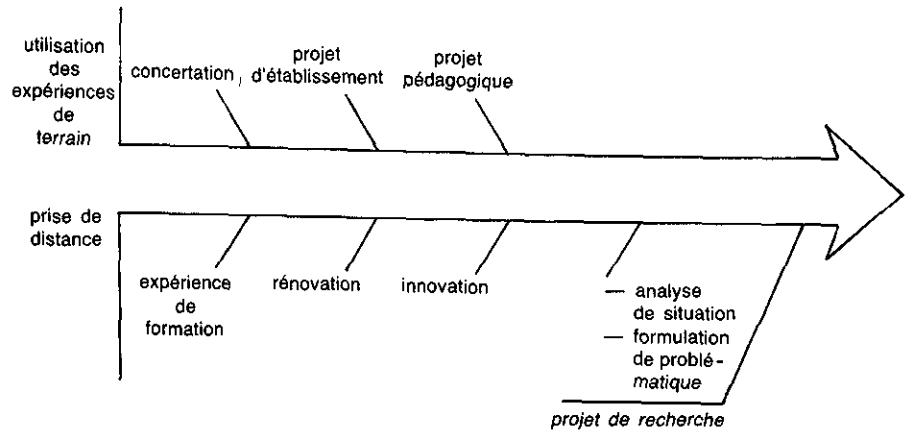 utilisation
des
expériences
de
terrain
concertation
projet
d'établissement
projet
pédagogique
prise de
distance
expérience
de
formation
rénovation
innovation
— analyse
de situation
— formulation
de problé-
matique
projet de recherche